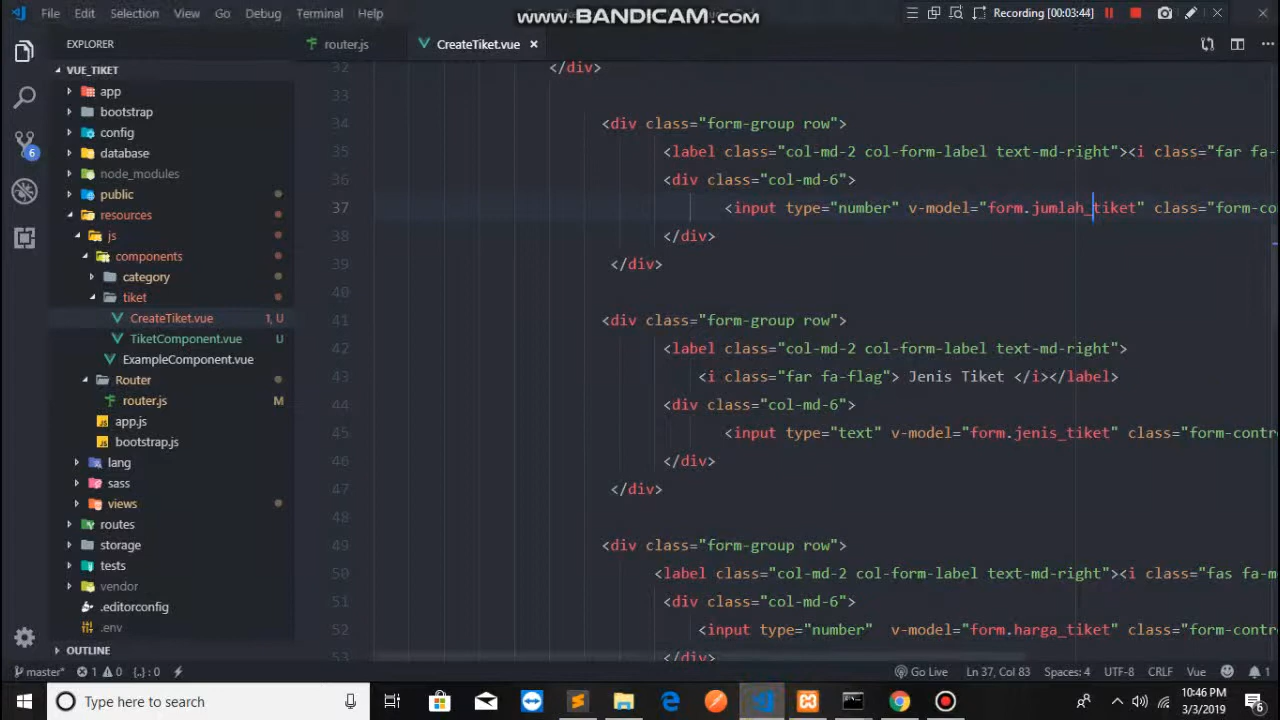 File Edit Selection View Go Debug Terminal Help
www.BANDICAM.com
Recording [00:03:44]
EXPLORER
router.js
CreateTiket.vue
VUE_TIKET
app
bootstrap
config
database
node_modules
public
resources
js
components
category
tiket
CreateTiket.vue 1, U
TiketComponent.vue U
ExampleComponent.vue
Router
router.js M
app.js
bootstrap.js
lang
sass
views
routes
storage
tests
vendor
.editorconfig
.env
OUTLINE
6
32 </div>
33
34 <div class="form-group row">
35 <label class="col-md-2 col-form-label text-md-right"><i class="far fa-
36 <div class="col-md-6">
37 <input type="number" v-model="form.jumlah_tiket" class="form-co
38 </div>
39 </div>
40
41 <div class="form-group row">
42 <label class="col-md-2 col-form-label text-md-right">
43 <i class="far fa-flag"> Jenis Tiket </i></label>
44 <div class="col-md-6">
45 <input type="text" v-model="form.jenis_tiket" class="form-contr
46 </div>
47 </div>
48
49 <div class="form-group row">
50 <label class="col-md-2 col-form-label text-md-right"><i class="fas fa-m
51 <div class="col-md-6">
52 <input type="number" v-model="form.harga_tiket" class="form-contr
53 </div>
master* 1 0 {..} : 0
Go Live Ln 37, Col 83 Spaces: 4 UTF-8 CRLF Vue 1
Type here to search
10:46 PM
3/3/2019
6